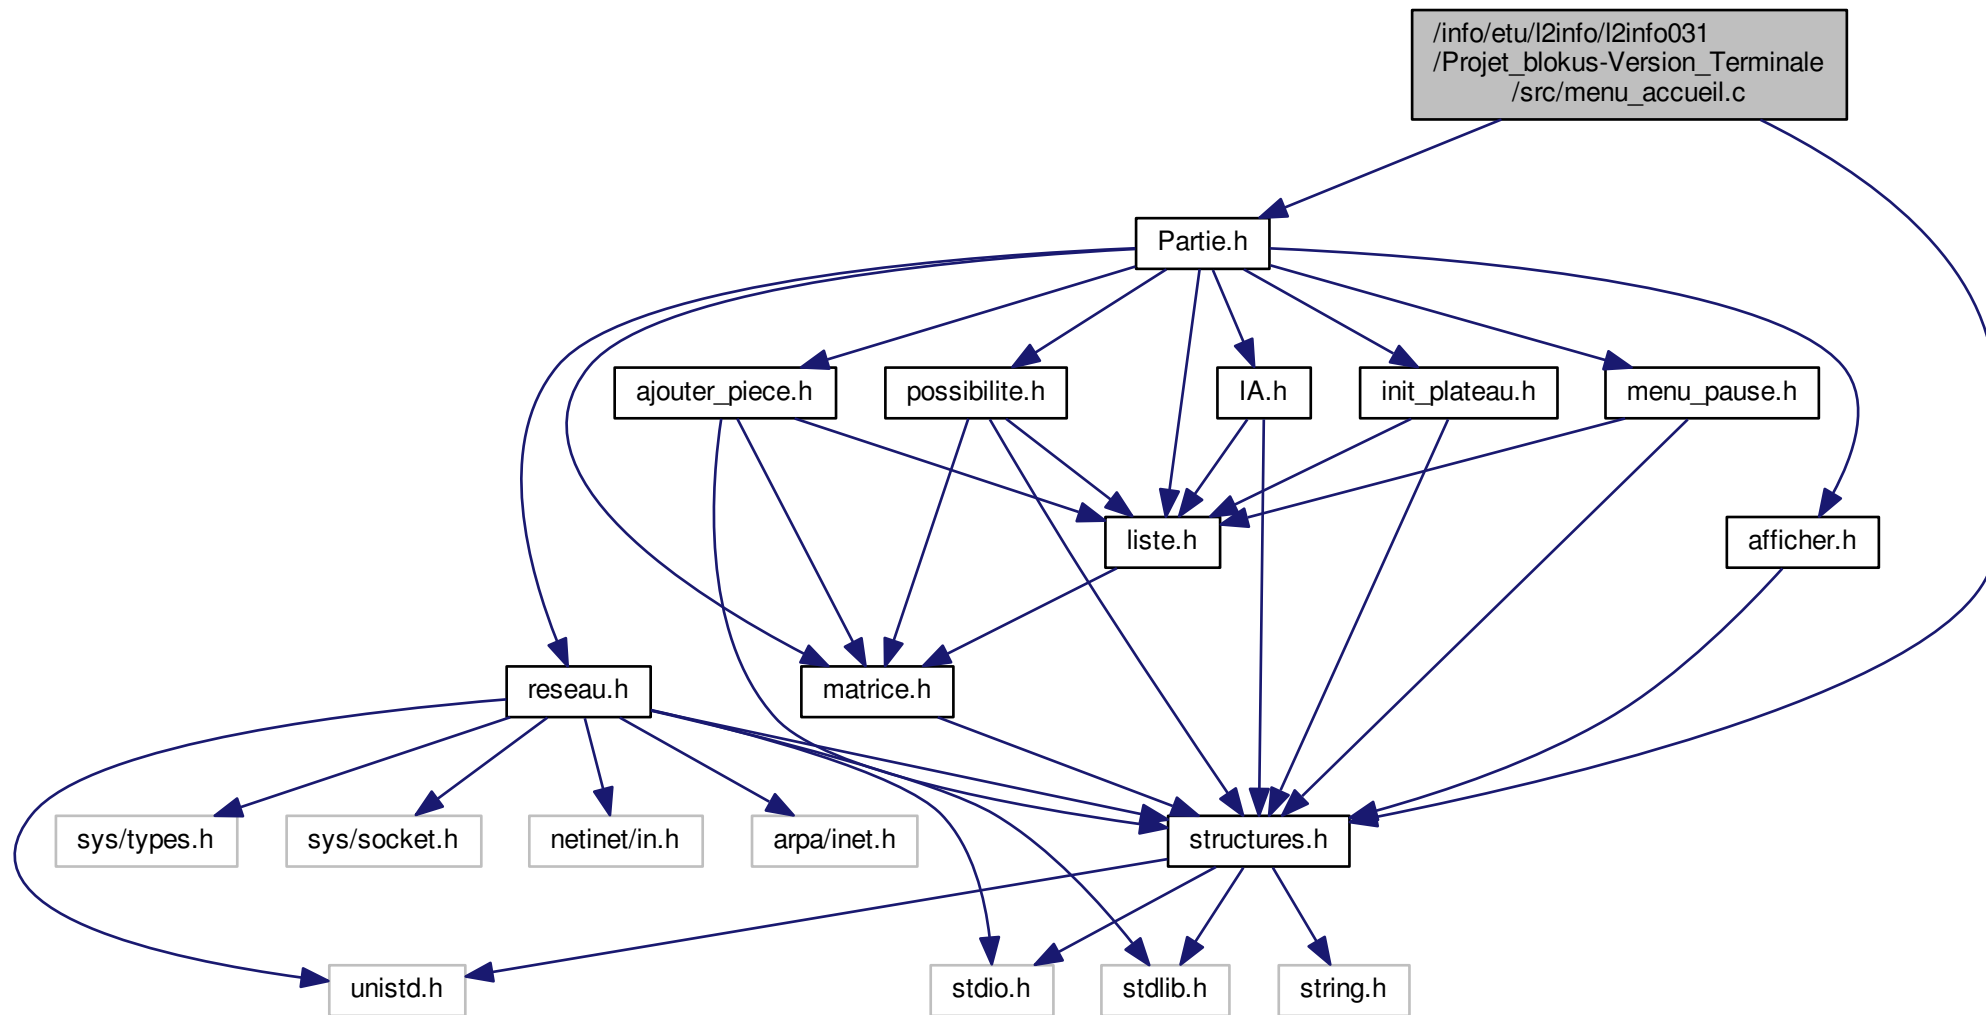 /info/etu/l2info/l2info031
/Projet_blokus-Version_Terminale
/src/menu_accueil.c
Partie.h
ajouter_piece.h
possibilite.h
IA.h
init_plateau.h
menu_pause.h
liste.h
afficher.h
reseau.h
matrice.h
sys/types.h
sys/socket.h
netinet/in.h
arpa/inet.h
structures.h
unistd.h
stdio.h
stdlib.h
string.h